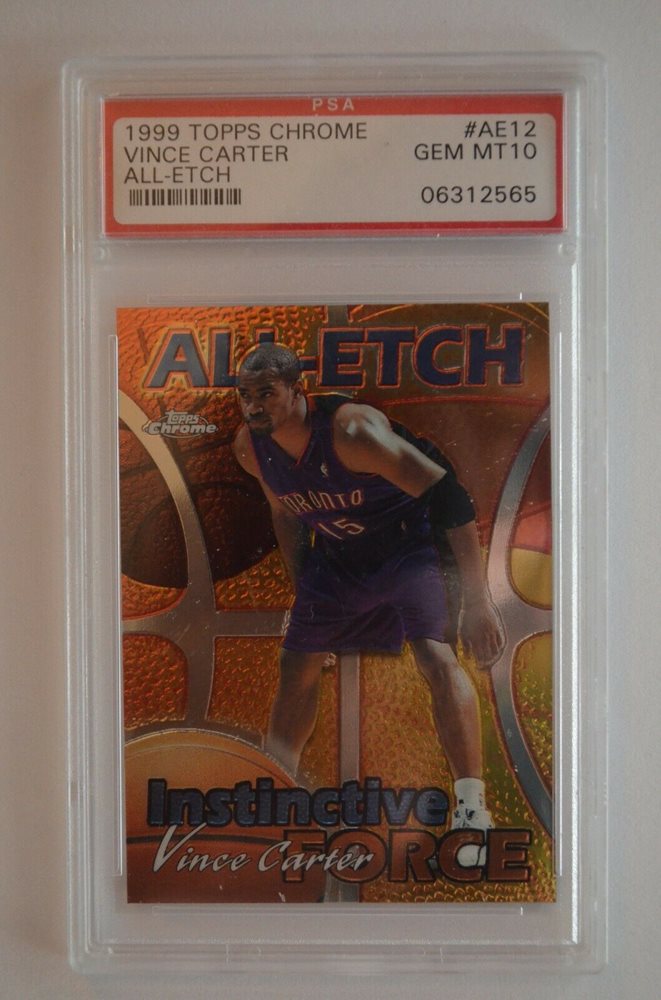 PSA
1999 TOPPS CHROME #AE12
VINCE CARTER GEM MT10
ALL-ETCH
06312565
ALL-ETCH
Topps
Chrome
TORONTO
15
Instinctive
FORCE
Vince Carter